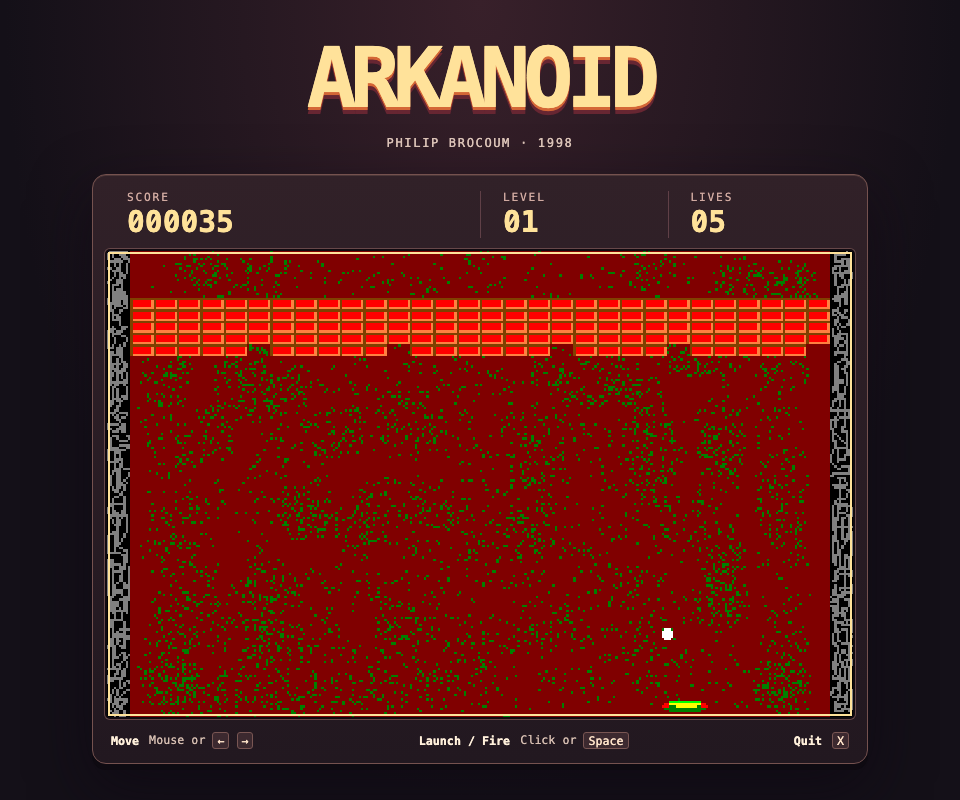 ARKANOID
PHILIP BROCOUM · 1998
SCORE LEVEL LIVES
000035 01 05
Move Mouse or ← → Launch / Fire Click or Space Quit X